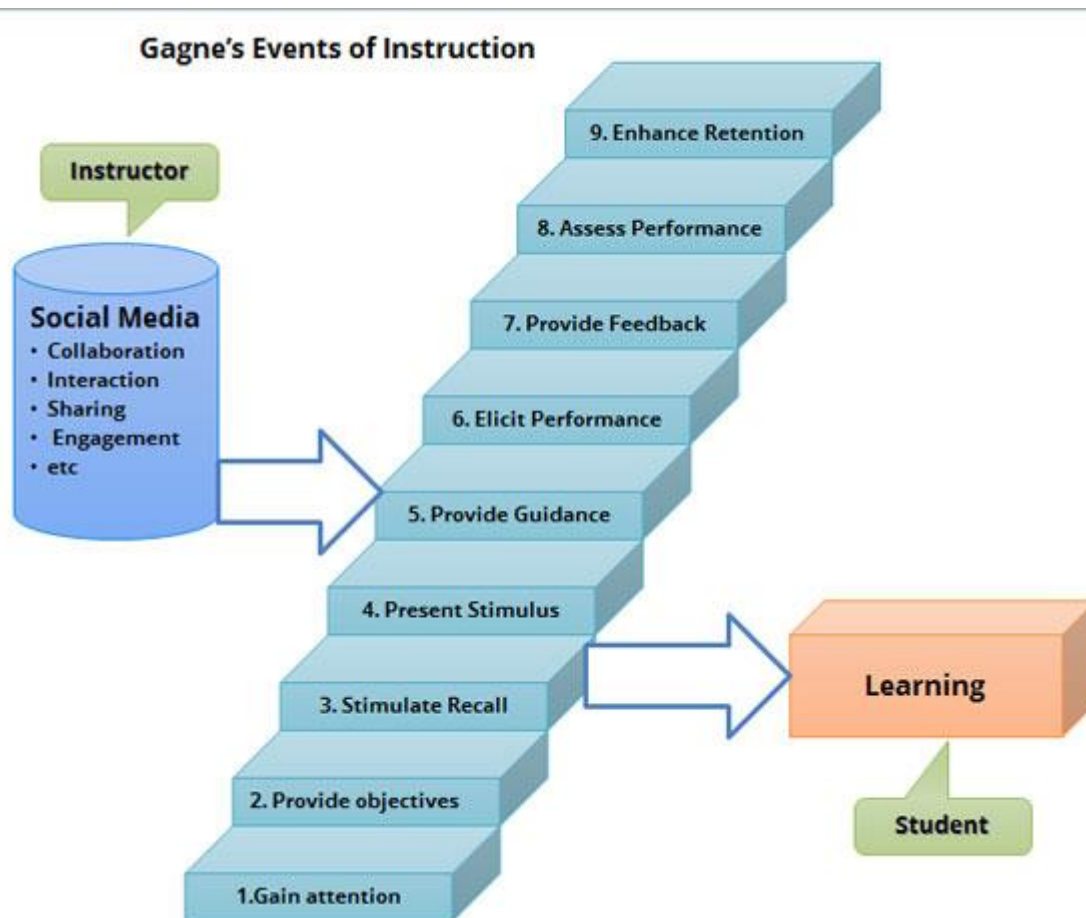 Gagne's Events of Instruction
Instructor
Social Media
• Collaboration
• Interaction
• Sharing
• Engagement
• etc
9. Enhance Retention
8. Assess Performance
7. Provide Feedback
6. Elicit Performance
5. Provide Guidance
4. Present Stimulus
3. Stimulate Recall
2. Provide objectives
1.Gain attention
Learning
Student